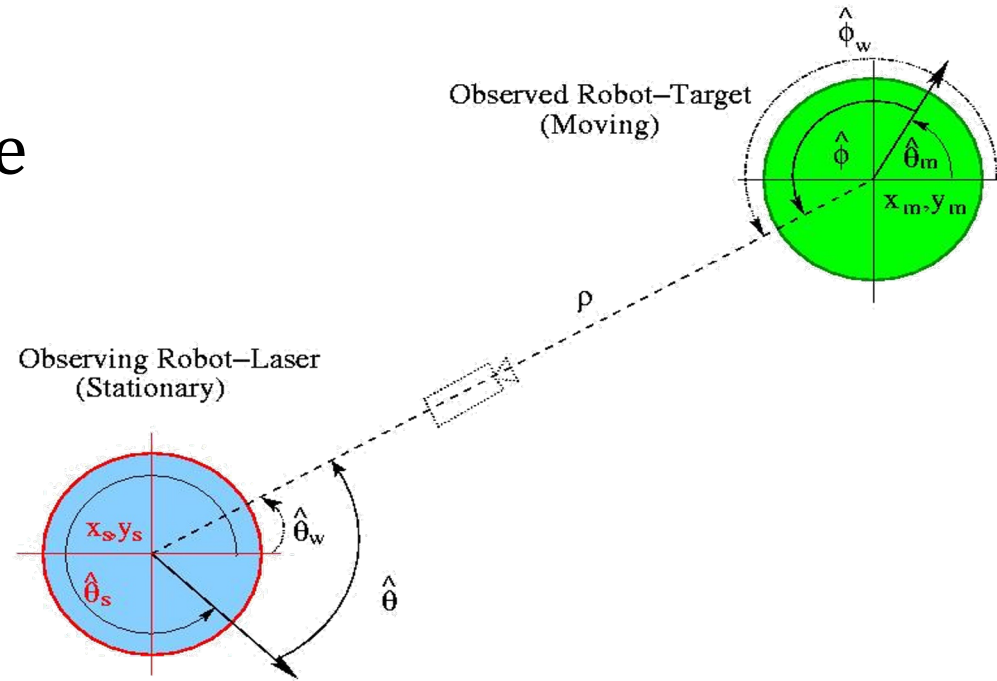 e
φ̂w
Observed Robot–Target
(Moving)
φ̂
θ̂m
xm,ym
ρ
Observing Robot–Laser
(Stationary)
xs,ys
θ̂w
θ̂s
θ̂